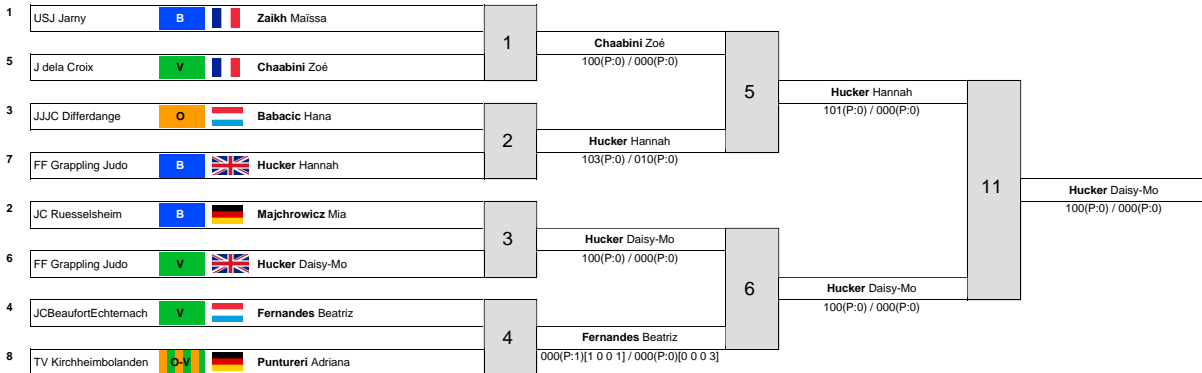 1 USJ Jarny B Zaikh Maïssa
1
Chaabini Zoé
100(P:0) / 000(P:0)
5 J dela Croix V Chaabini Zoé
5
Hucker Hannah
101(P:0) / 000(P:0)
3 JJJC Differdange O Babacic Hana
2
Hucker Hannah
103(P:0) / 010(P:0)
7 FF Grappling Judo B Hucker Hannah
11
Hucker Daisy-Mo
100(P:0) / 000(P:0)
2 JC Ruesselsheim B Majchrowicz Mia
3
Hucker Daisy-Mo
100(P:0) / 000(P:0)
6 FF Grappling Judo V Hucker Daisy-Mo
6
Hucker Daisy-Mo
100(P:0) / 000(P:0)
4 JCBeaufortEchternach V Fernandes Beatriz
4
Fernandes Beatriz
000(P:1)[1 0 0 1] / 000(P:0)[0 0 0 3]
8 TV Kirchheimbolanden O-V Puntureri Adriana